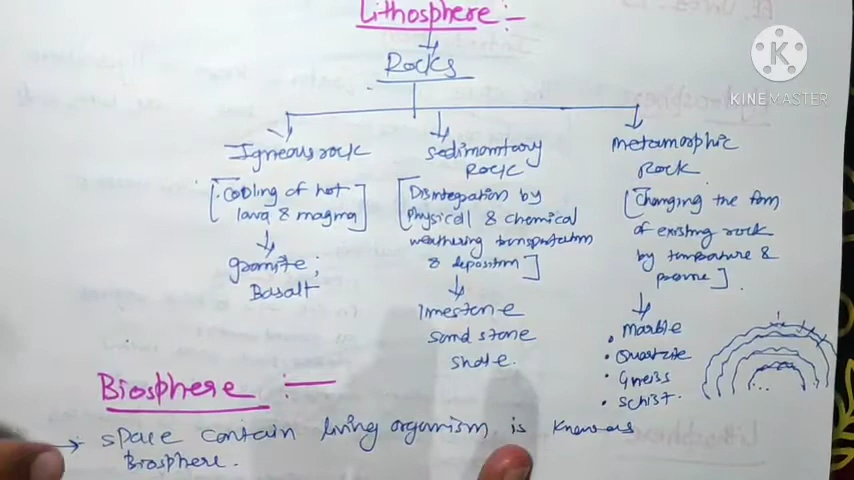 Lithosphere :-
Rocks
Igneous rock
[Cooling of hot
lava & magma]
granite ;
Basalt
Sedimentary
Rock
[Disintegration by
physical & chemical
weathering transportation
& deposition]
limestone
Sand stone
Shale.
metamorphic
Rock
[Changing the form
of existing rock
by temperature &
pressure]
• Marble
• Quartzite
• Gneiss
• Schist.
Biosphere :—
→ Space contain living organism is known as
Biosphere.
K
KINEMASTER